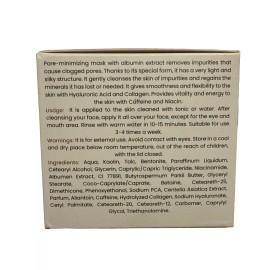 Pore-minimizing mask with albumin extract removes impurities that
cause clogged pores. Thanks to its special form, it has a very light and
silky structure. It gently cleanses the skin of impurities and regains the
minerals it has lost or needed. It gives smoothness and flexibility to the
skin with Hyaluronic Acid and Collagen. Provides vitality and energy to
the skin with Caffeine and Niacin.
Usage: It is applied to the skin cleaned with tonic or water. After
cleansing your face, apply it all over your face, except for the eye and
mouth area. Rinse with warm water in 10-15 minutes. Suitable for use
3-4 times a week.
Warnings: It is for external use. Avoid contact with eyes. Store in a cool
and dry place below room temperature, out of the reach of children,
with the lid closed.
Ingredients: Aqua, Kaolin, Talc, Bentonite, Paraffinum Liquidum,
Cetearyl Alcohol, Glycerin, Caprylic/Capric Triglyceride, Niacinamide,
Albumen Extract, CI 77891, Butyrospermum Parkii Butter, Glyceryl
Stearate, Coco-Caprylate/Caprate, Betaine, Ceteareth-25,
Dimethicone, Phenoxyethanol, Sodium PCA, Centella Asiatica Extract,
Parfum, Allantoin, Caffeine, Hydrolyzed Collagen, Sodium Hyaluronate,
Cetyl Palmitate, Ceteareth-20, Ceteareth-12, Carbomer, Caprylyl
Glycol, Triethanolamine.